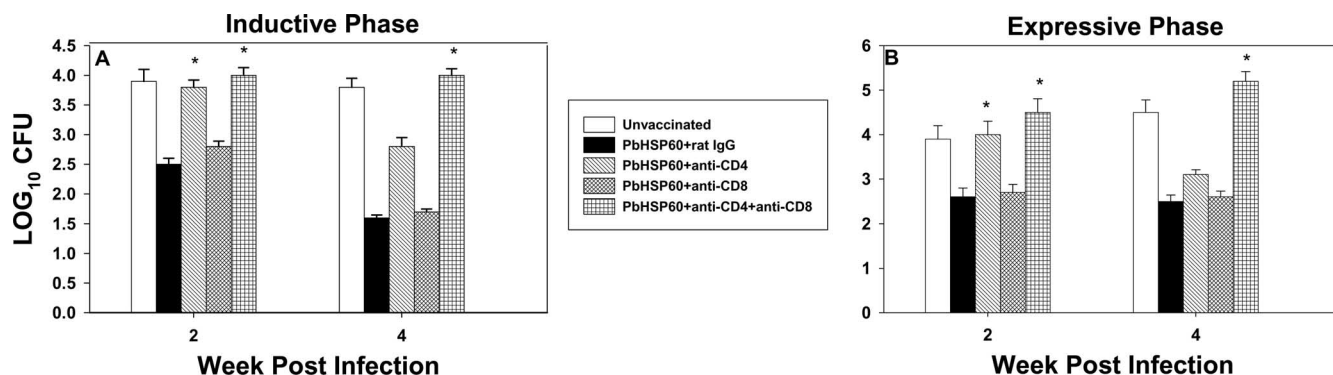 Inductive Phase
A
4.5
4.0
3.5
3.0
2.5
2.0
1.5
1.0
0.5
0.0
LOG10 CFU
* * *
2 4
Week Post Infection
Unvaccinated
PbHSP60+rat IgG
PbHSP60+anti-CD4
PbHSP60+anti-CD8
PbHSP60+anti-CD4+anti-CD8
Expressive Phase
B
6
5
4
3
2
1
0
* * *
2 4
Week Post Infection